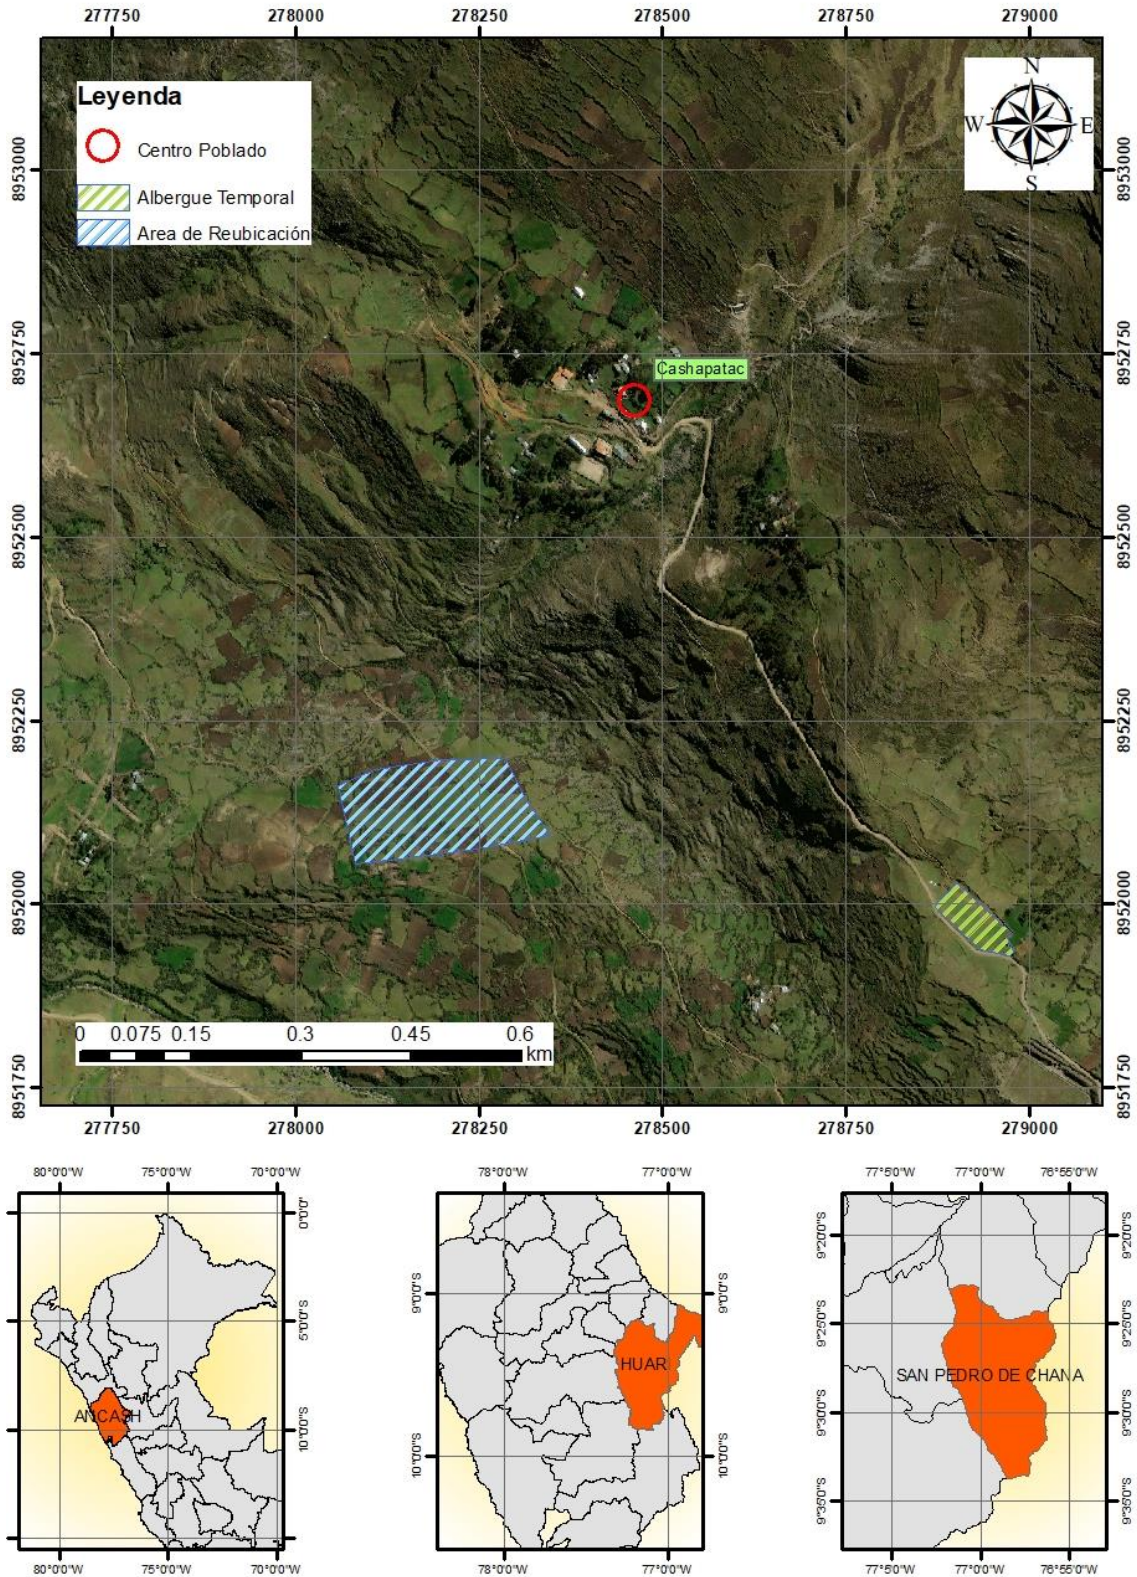 277750 278000 278250 278500 278750 279000
Leyenda
Centro Poblado
Albergue Temporal
Area de Reubicación
N
W E
S
8953000 8953000
8952750 8952750
Cashapatac
8952500 8952500
8952250 8952250
8952000 8952000
0 0.075 0.15 0.3 0.45 0.6
km
8951750 8951750
277750 278000 278250 278500 278750 279000
80°0'0"W 75°0'0"W 70°0'0"W
0°0'0"
5°0'0"S
ANCASH
10°0'0"S
80°0'0"W 75°0'0"W 70°0'0"W
78°0'0"W 77°0'0"W
9°0'0"S 9°0'0"S
HUAR
10°0'0"S 10°0'0"S
78°0'0"W 77°0'0"W
77°5'0"W 77°0'0"W 76°55'0"W
9°20'0"S 9°20'0"S
9°25'0"S 9°25'0"S
SAN PEDRO DE CHANA
9°30'0"S 9°30'0"S
9°35'0"S 9°35'0"S
77°5'0"W 77°0'0"W 76°55'0"W